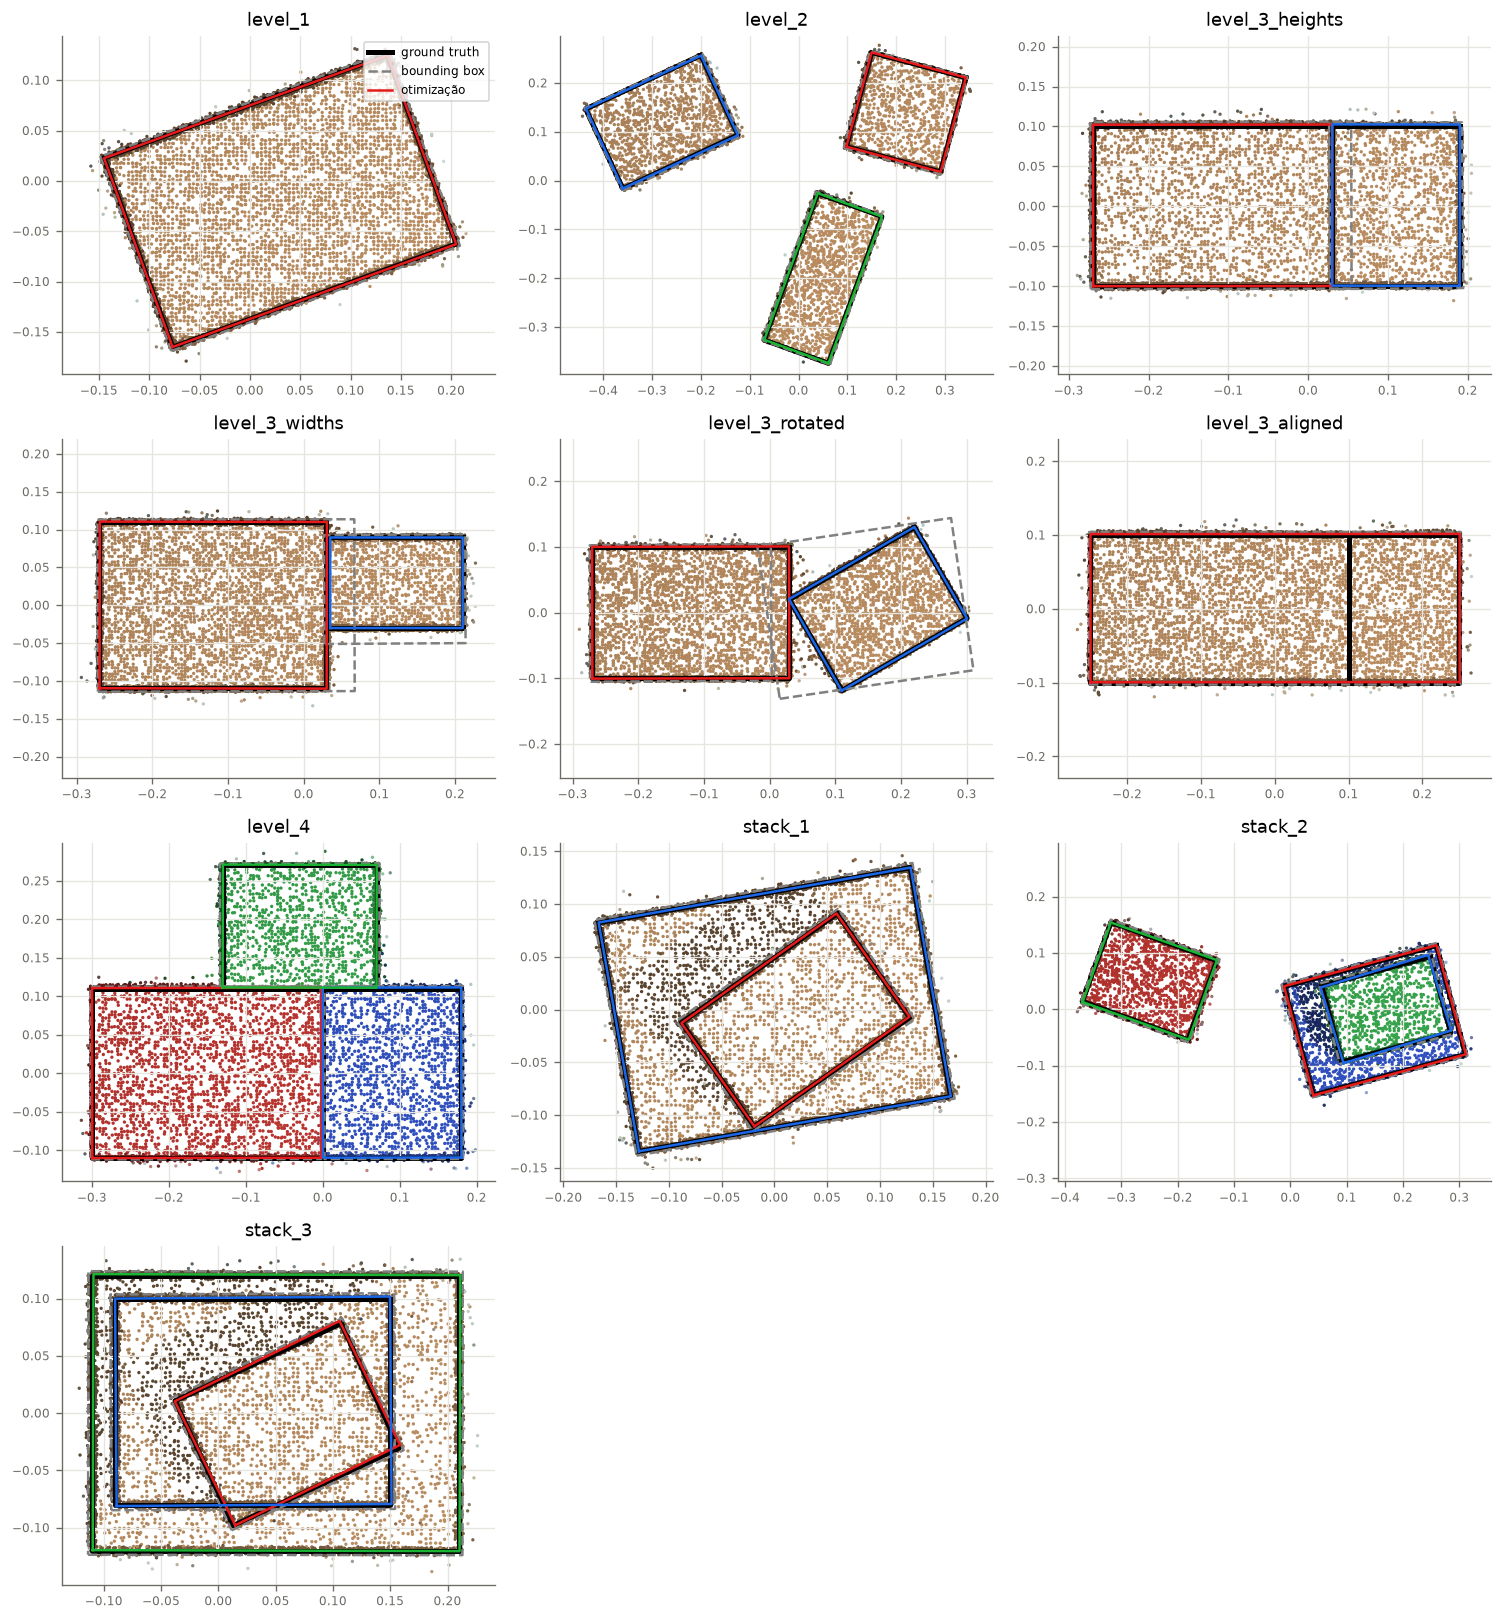 level_1
ground truth
bounding box
otimização
0.10
0.05
0.00
−0.05
−0.10
−0.15
−0.15 −0.10 −0.05 0.00 0.05 0.10 0.15 0.20
level_2
0.2
0.1
0.0
−0.1
−0.2
−0.3
−0.4 −0.3 −0.2 −0.1 0.0 0.1 0.2 0.3
level_3_heights
0.20
0.15
0.10
0.05
0.00
−0.05
−0.10
−0.15
−0.20
−0.3 −0.2 −0.1 0.0 0.1 0.2
level_3_widths
0.20
0.15
0.10
0.05
0.00
−0.05
−0.10
−0.15
−0.20
−0.3 −0.2 −0.1 0.0 0.1 0.2
level_3_rotated
0.2
0.1
0.0
−0.1
−0.2
−0.3 −0.2 −0.1 0.0 0.1 0.2 0.3
level_3_aligned
0.2
0.1
0.0
−0.1
−0.2
−0.2 −0.1 0.0 0.1 0.2
level_4
0.25
0.20
0.15
0.10
0.05
0.00
−0.05
−0.10
−0.3 −0.2 −0.1 0.0 0.1 0.2
stack_1
0.15
0.10
0.05
0.00
−0.05
−0.10
−0.15
−0.20 −0.15 −0.10 −0.05 0.00 0.05 0.10 0.15 0.20
stack_2
0.2
0.1
0.0
−0.1
−0.2
−0.3
−0.4 −0.3 −0.2 −0.1 0.0 0.1 0.2 0.3
stack_3
0.10
0.05
0.00
−0.05
−0.10
−0.10 −0.05 0.00 0.05 0.10 0.15 0.20